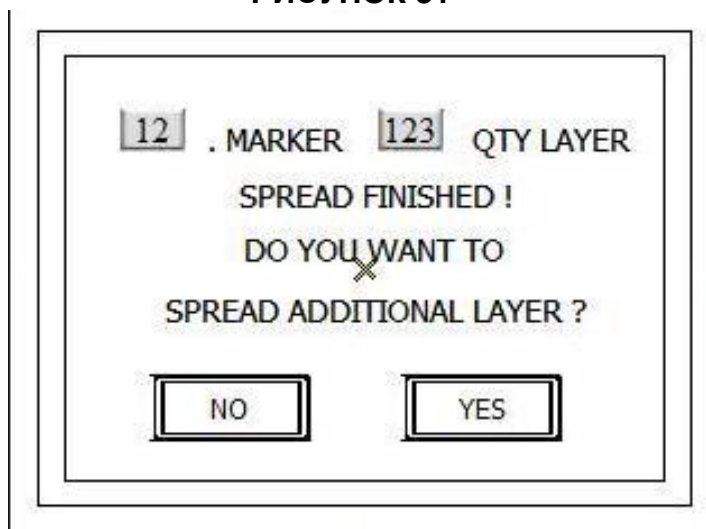 12 . MARKER 123 QTY LAYER
SPREAD FINISHED !
DO YOU WANT TO
SPREAD ADDITIONAL LAYER ?
NO YES